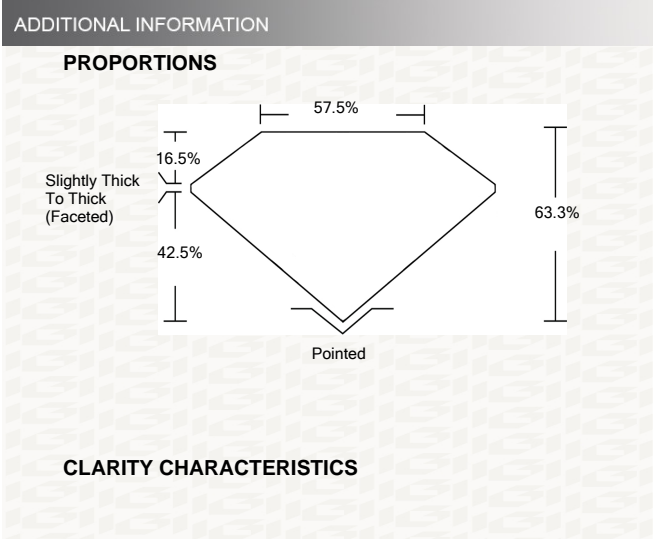 ADDITIONAL INFORMATION
PROPORTIONS
57.5%
16.5%
Slightly Thick
To Thick
(Faceted)
63.3%
42.5%
Pointed
CLARITY CHARACTERISTICS